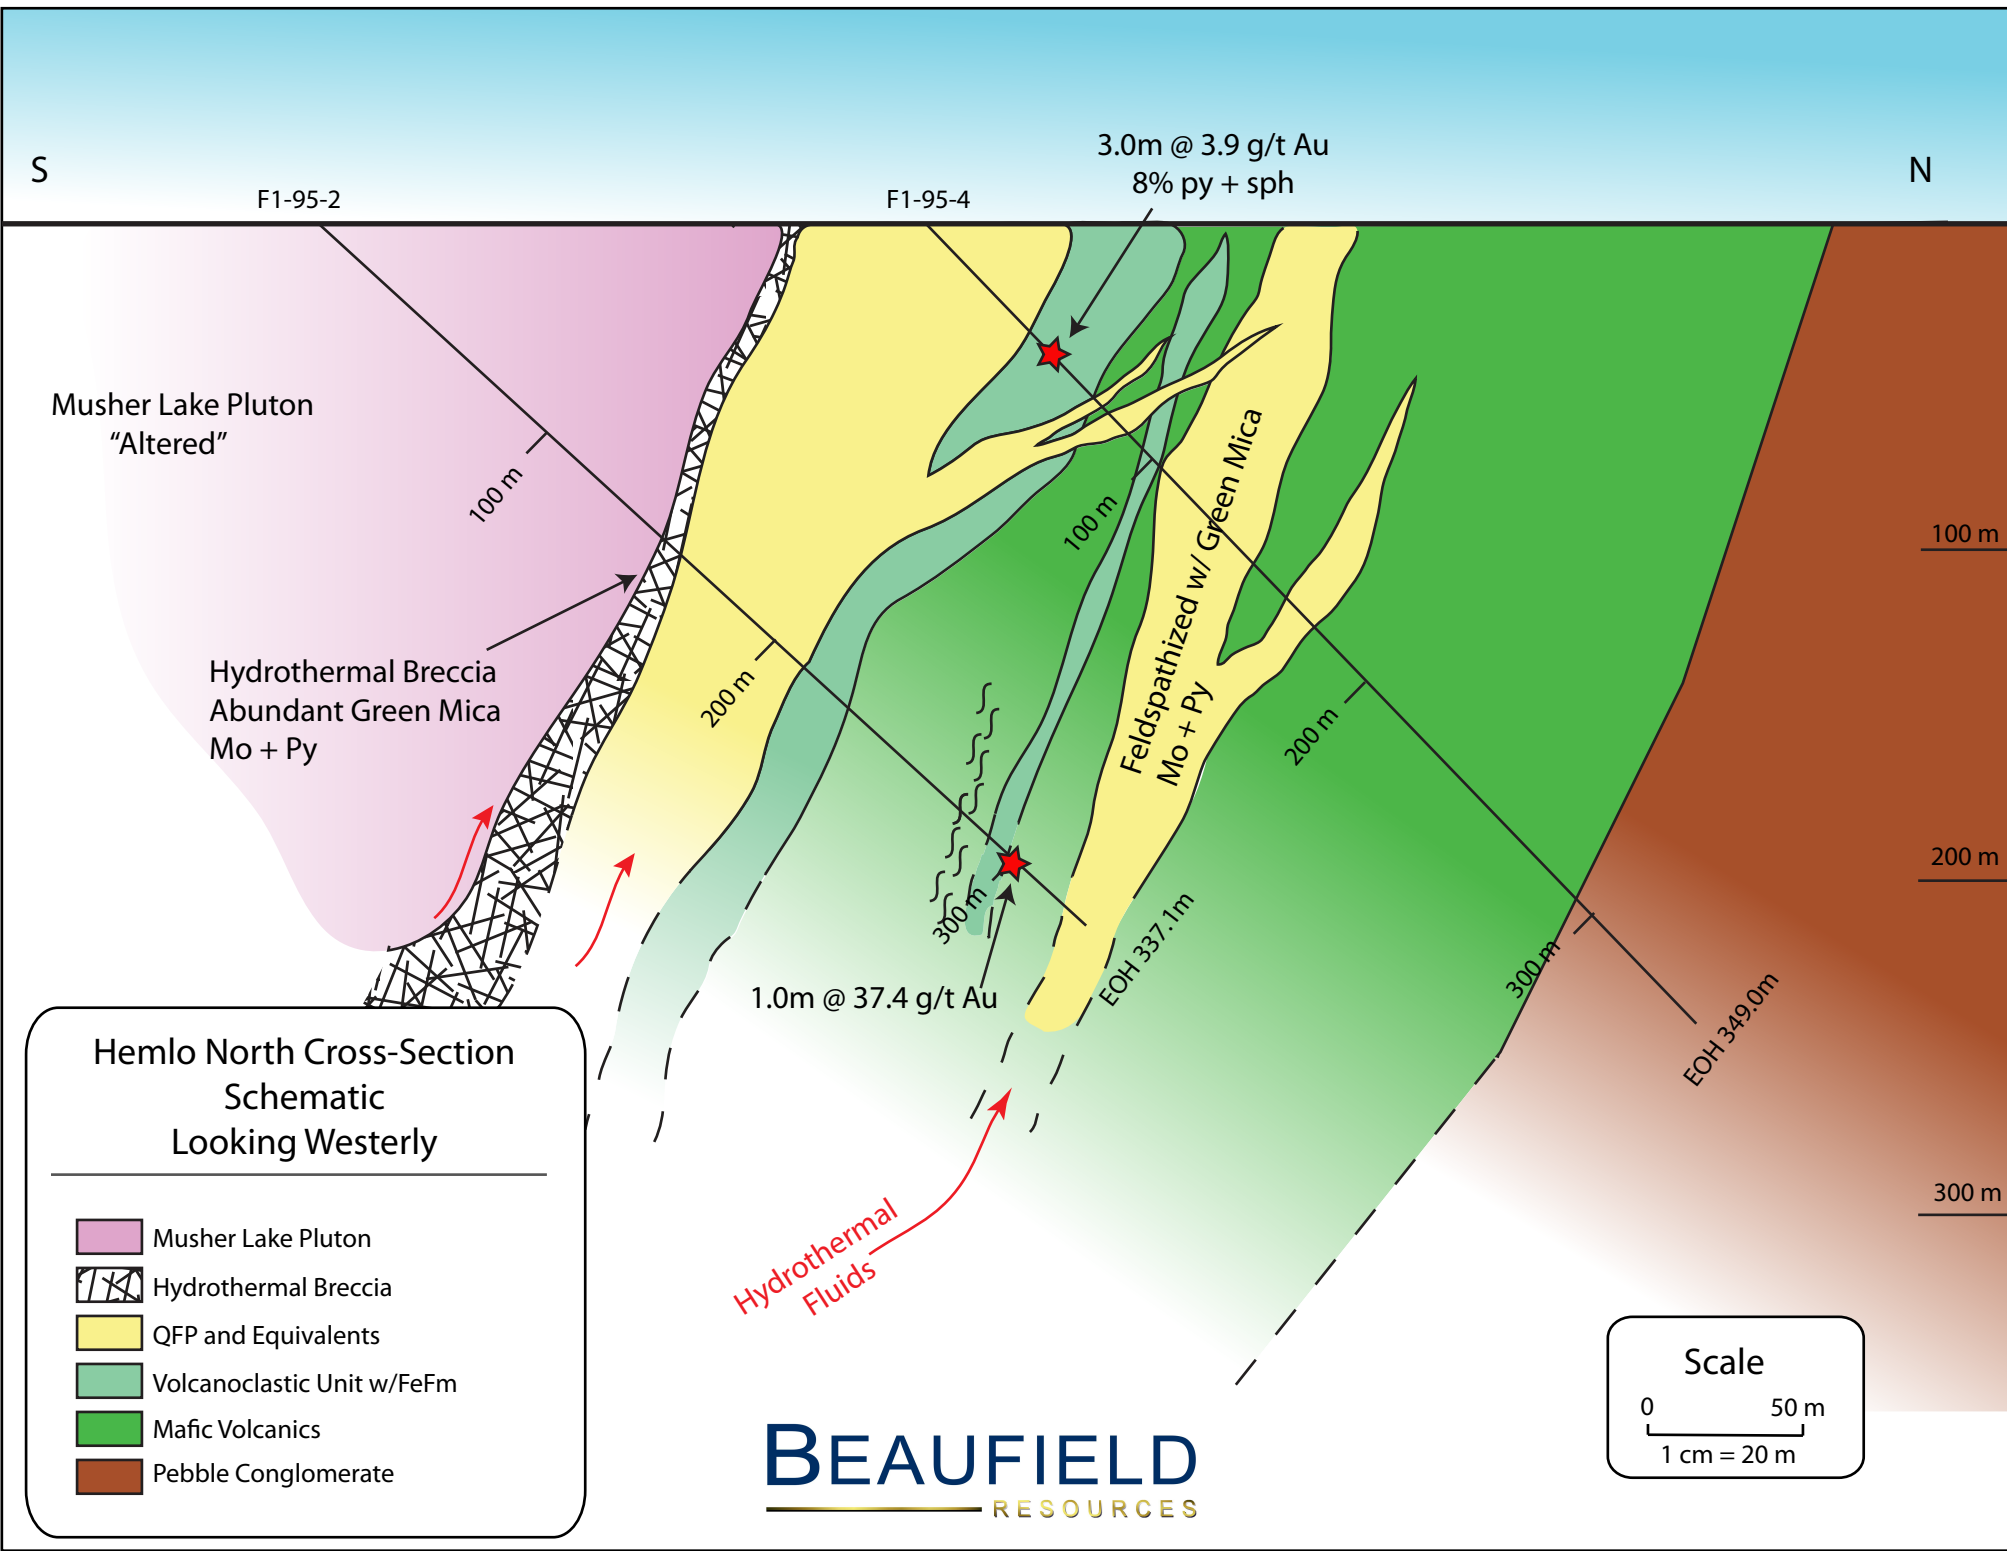 S
N
F1-95-2
F1-95-4
3.0m @ 3.9 g/t Au
8% py + sph
Musher Lake Pluton
“Altered”
100 m
200 m
300 m
Hydrothermal Breccia
Abundant Green Mica
Mo + Py
100 m
200 m
300 m
Feldspathized w/ Green Mica
Mo + Py
1.0m @ 37.4 g/t Au
EOH 337.1m
EOH 349.0m
100 m
200 m
300 m
Hydrothermal
Fluids
Hemlo North Cross-Section
Schematic
Looking Westerly
Musher Lake Pluton
Hydrothermal Breccia
QFP and Equivalents
Volcanoclastic Unit w/FeFm
Mafic Volcanics
Pebble Conglomerate
BEAUFIELD
RESOURCES
Scale
0 50 m
1 cm = 20 m